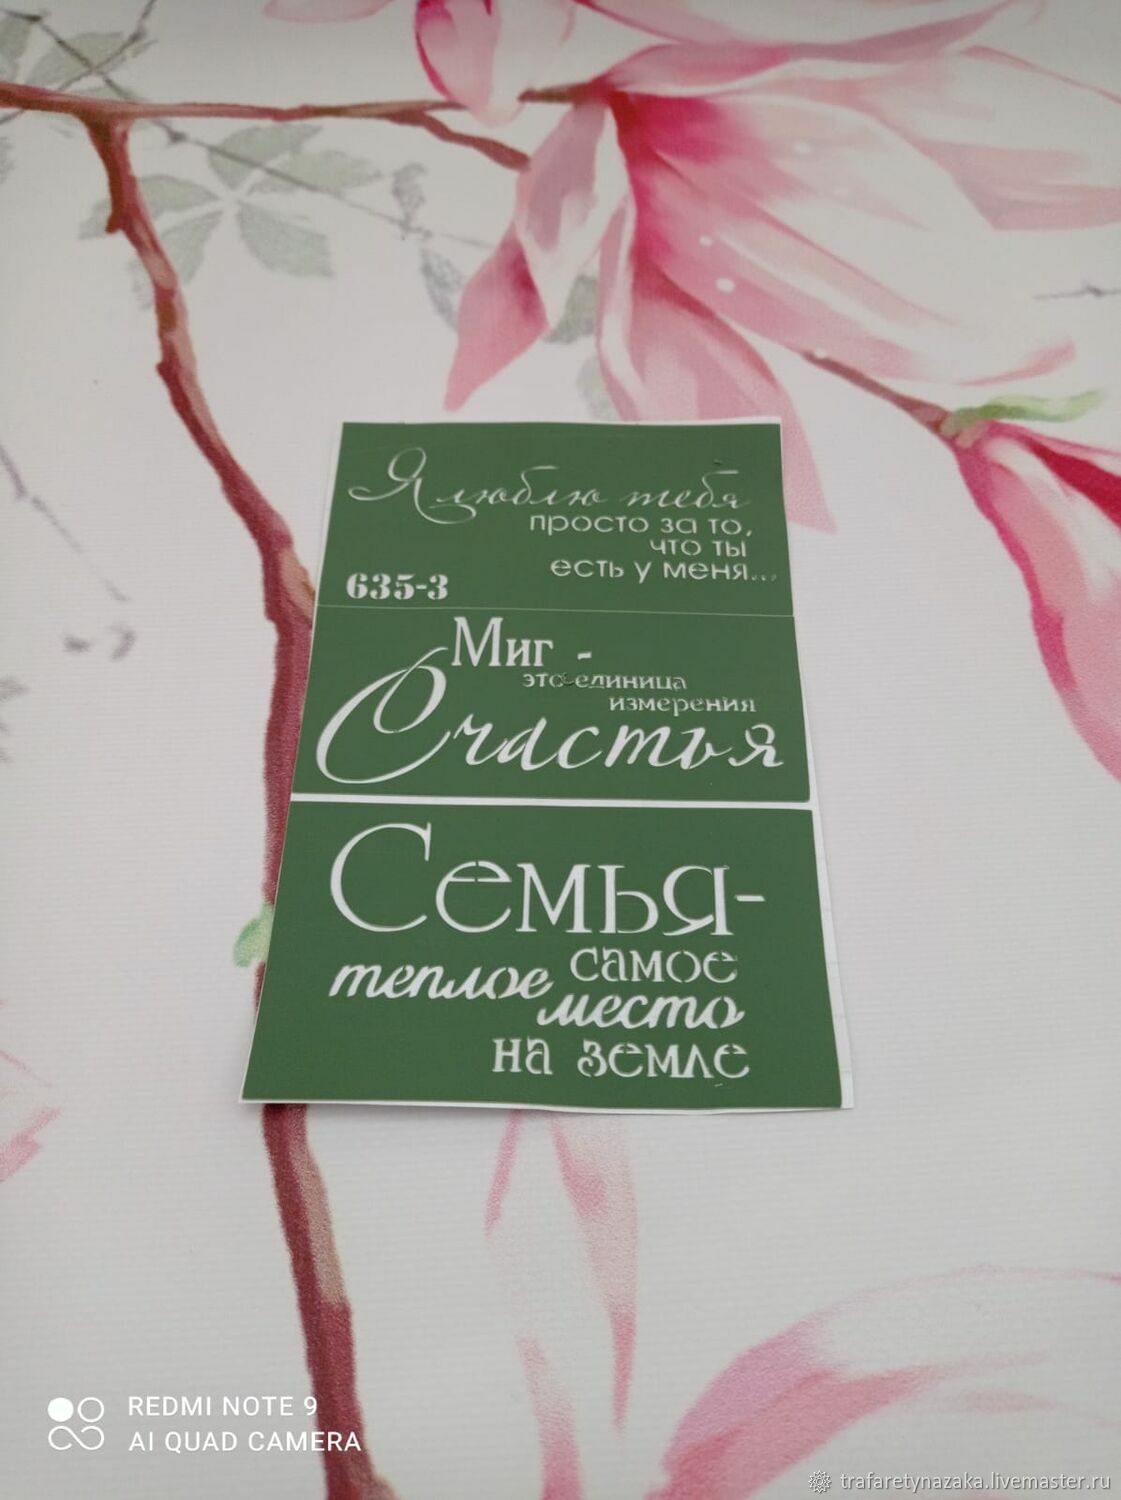 Я люблю тебя
просто за то,
что ты
есть у меня...
635-3
Миг -
это единица
измерения
Счастья
Семья-
самое
теплое
место
на земле
REDMI NOTE 9
AI QUAD CAMERA
trafaretynazaka.livemaster.ru